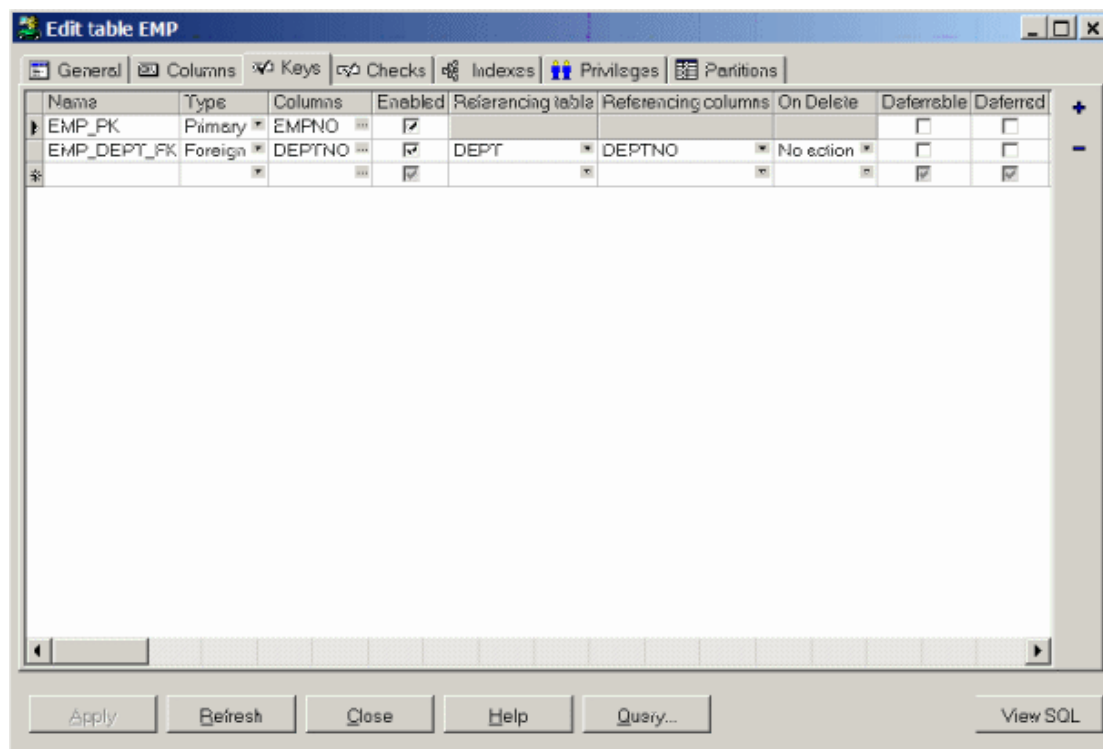 Edit table EMP
General Columns Keys Checks Indexes Privileges Partitions
Name Type Columns Enabled Referencing table Referencing columns On Delete Deferrable Deferred
EMP_PK Primary EMPNO
EMP_DEPT_FK Foreign DEPTNO DEPT DEPTNO No action
Apply Refresh Close Help Query... View SQL